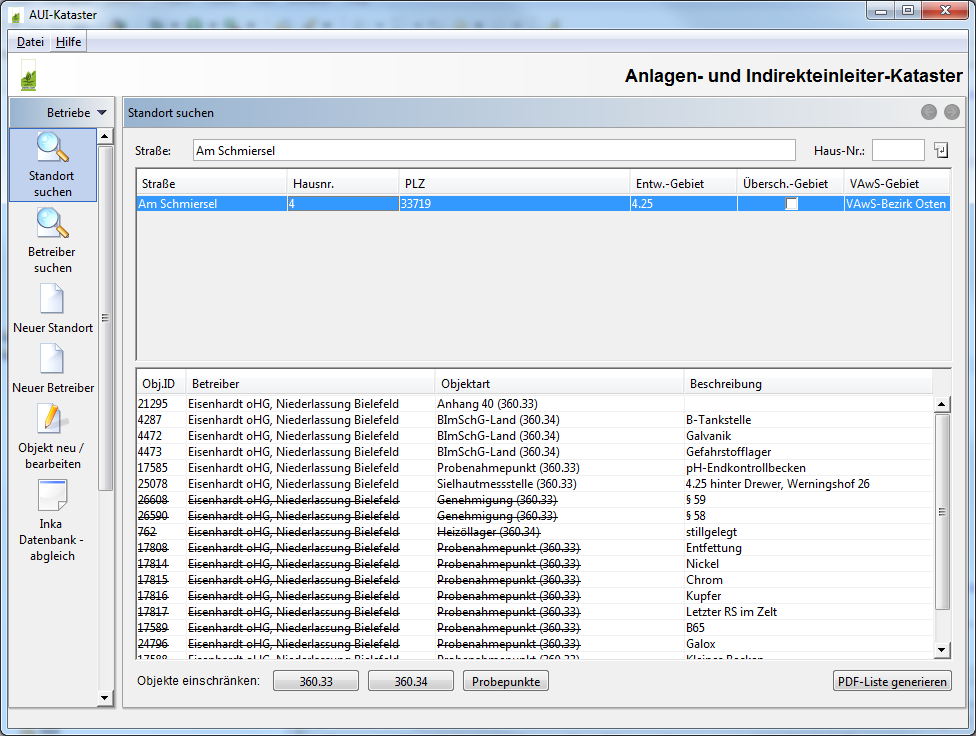 AUI-Kataster
Datei Hilfe
Anlagen- und Indirekteinleiter-Kataster
Betriebe
Standort suchen
Standort
suchen
Betreiber
suchen
Neuer Standort
Neuer Betreiber
Objekt neu /
bearbeiten
Inka
Datenbank -
abgleich
Straße: Am Schmiersel Haus-Nr.:
Straße Hausnr. PLZ Entw.-Gebiet Übersch.-Gebiet VAwS-Gebiet
Am Schmiersel 4 33719 4.25 VAwS-Bezirk Osten
Obj.ID Betreiber Objektart Beschreibung
21295 Eisenhardt oHG, Niederlassung Bielefeld Anhang 40 (360.33)
4287 Eisenhardt oHG, Niederlassung Bielefeld BImSchG-Land (360.34) B-Tankstelle
4472 Eisenhardt oHG, Niederlassung Bielefeld BImSchG-Land (360.34) Galvanik
4473 Eisenhardt oHG, Niederlassung Bielefeld BImSchG-Land (360.34) Gefahrstofflager
17585 Eisenhardt oHG, Niederlassung Bielefeld Probenahmepunkt (360.33) pH-Endkontrollbecken
25078 Eisenhardt oHG, Niederlassung Bielefeld Sielhautmessstelle (360.33) 4.25 hinter Drewer, Werningshof 26
26608 Eisenhardt oHG, Niederlassung Bielefeld Genehmigung (360.33) § 59
26590 Eisenhardt oHG, Niederlassung Bielefeld Genehmigung (360.33) § 58
762 Eisenhardt oHG, Niederlassung Bielefeld Heizöllager (360.34) stillgelegt
17808 Eisenhardt oHG, Niederlassung Bielefeld Probenahmepunkt (360.33) Entfettung
17814 Eisenhardt oHG, Niederlassung Bielefeld Probenahmepunkt (360.33) Nickel
17815 Eisenhardt oHG, Niederlassung Bielefeld Probenahmepunkt (360.33) Chrom
17816 Eisenhardt oHG, Niederlassung Bielefeld Probenahmepunkt (360.33) Kupfer
17817 Eisenhardt oHG, Niederlassung Bielefeld Probenahmepunkt (360.33) Letzter RS im Zelt
17589 Eisenhardt oHG, Niederlassung Bielefeld Probenahmepunkt (360.33) B65
24796 Eisenhardt oHG, Niederlassung Bielefeld Probenahmepunkt (360.33) Galox
17588 Eisenhardt oHG, Niederlassung Bielefeld Probenahmepunkt (360.33) Kleines Becken
Objekte einschränken: 360.33 360.34 Probepunkte PDF-Liste generieren